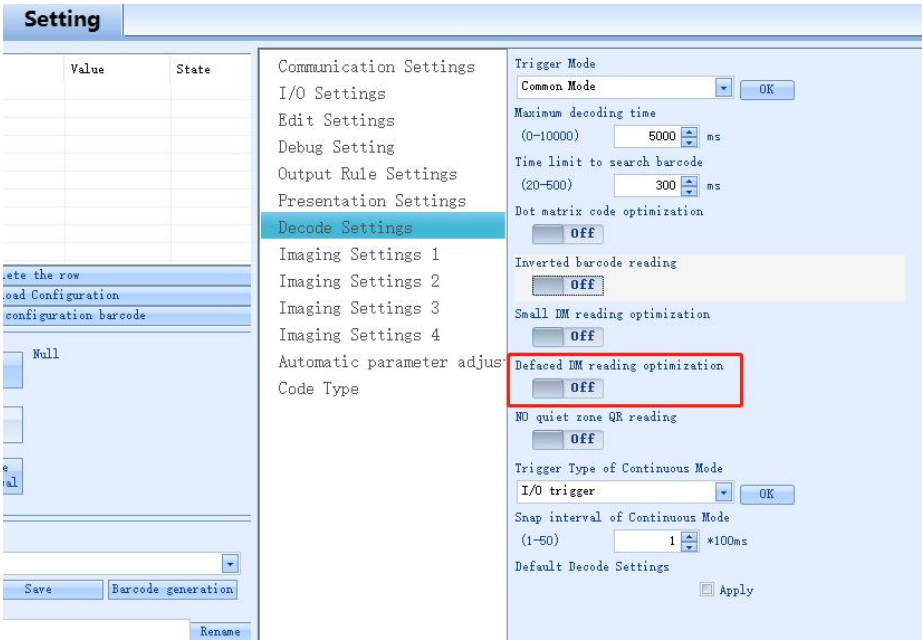 Setting
Value State
lete the row
oad Configuration
configuration barcode
Null
e
al
Save Barcode generation
Rename
Communication Settings
I/O Settings
Edit Settings
Debug Setting
Output Rule Settings
Presentation Settings
Decode Settings
Imaging Settings 1
Imaging Settings 2
Imaging Settings 3
Imaging Settings 4
Automatic parameter adjus
Code Type
Trigger Mode
Common Mode OK
Maximum decoding time
(0-10000) 5000 ms
Time limit to search barcode
(20-500) 300 ms
Dot matrix code optimization
Off
Inverted barcode reading
Off
Small DM reading optimization
Off
Defaced DM reading optimization
Off
NO quiet zone QR reading
Off
Trigger Type of Continuous Mode
I/O trigger OK
Snap interval of Continuous Mode
(1-50) 1 *100ms
Default Decode Settings
Apply